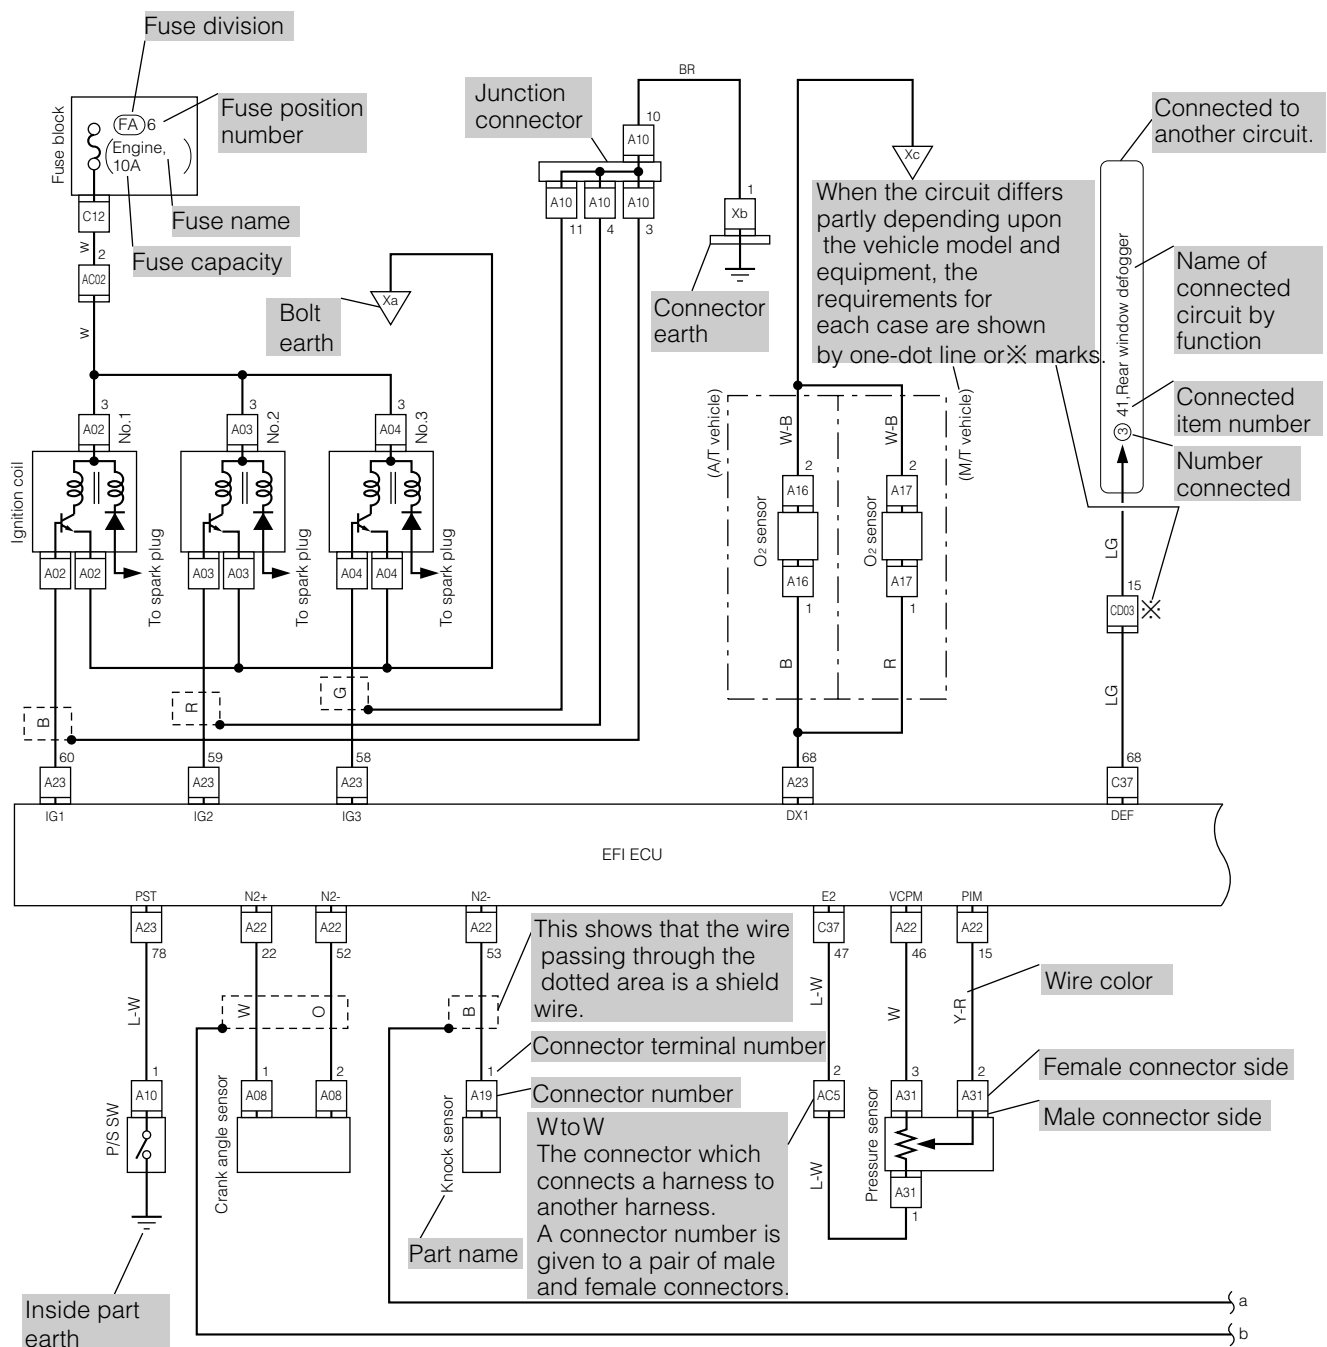 Fuse division
Fuse block
FA 6
(Engine,
10A)
Fuse position
number
Fuse name
Fuse capacity
C12
W
2
AC02
W
Junction
connector
BR
10
A10
A10
A10
A10
11
4
3
1
Xb
Connector
earth
Bolt
earth
Xa
Xc
When the circuit differs
partly depending upon
the vehicle model and
equipment, the
requirements for
each case are shown
by one-dot line or※ marks.
Connected to
another circuit.
Name of
connected
circuit by
function
Connected
item number
Number
connected
③ 41,Rear window defogger
LG
15
CD03
※
LG
68
C37
DEF
Ignition coil
3
A02
No.1
3
A03
No.2
3
A04
No.3
A02
A02
To spark plug
A03
A03
To spark plug
A04
A04
To spark plug
B
R
G
60
A23
IG1
59
A23
IG2
58
A23
IG3
(A/T vehicle)
(M/T vehicle)
W-B
W-B
2
A16
O2 sensor
A16
1
2
A17
O2 sensor
A17
1
B
R
68
A23
DX1
EFI ECU
PST
A23
78
L-W
1
A10
P/S SW
Inside part
earth
N2+
A22
22
W
1
A08
N2-
A22
52
O
2
A08
Crank angle sensor
N2-
A22
53
B
1
A19
Knock sensor
Part name
This shows that the wire
passing through the
dotted area is a shield
wire.
Connector terminal number
Connector number
WtoW
The connector which
connects a harness to
another harness.
A connector number is
given to a pair of male
and female connectors.
E2
C37
47
L-W
2
AC5
L-W
VCPM
A22
46
W
3
A31
PIM
A22
15
Y-R
2
A31
Pressure sensor
A31
1
Wire color
Female connector side
Male connector side
a
b